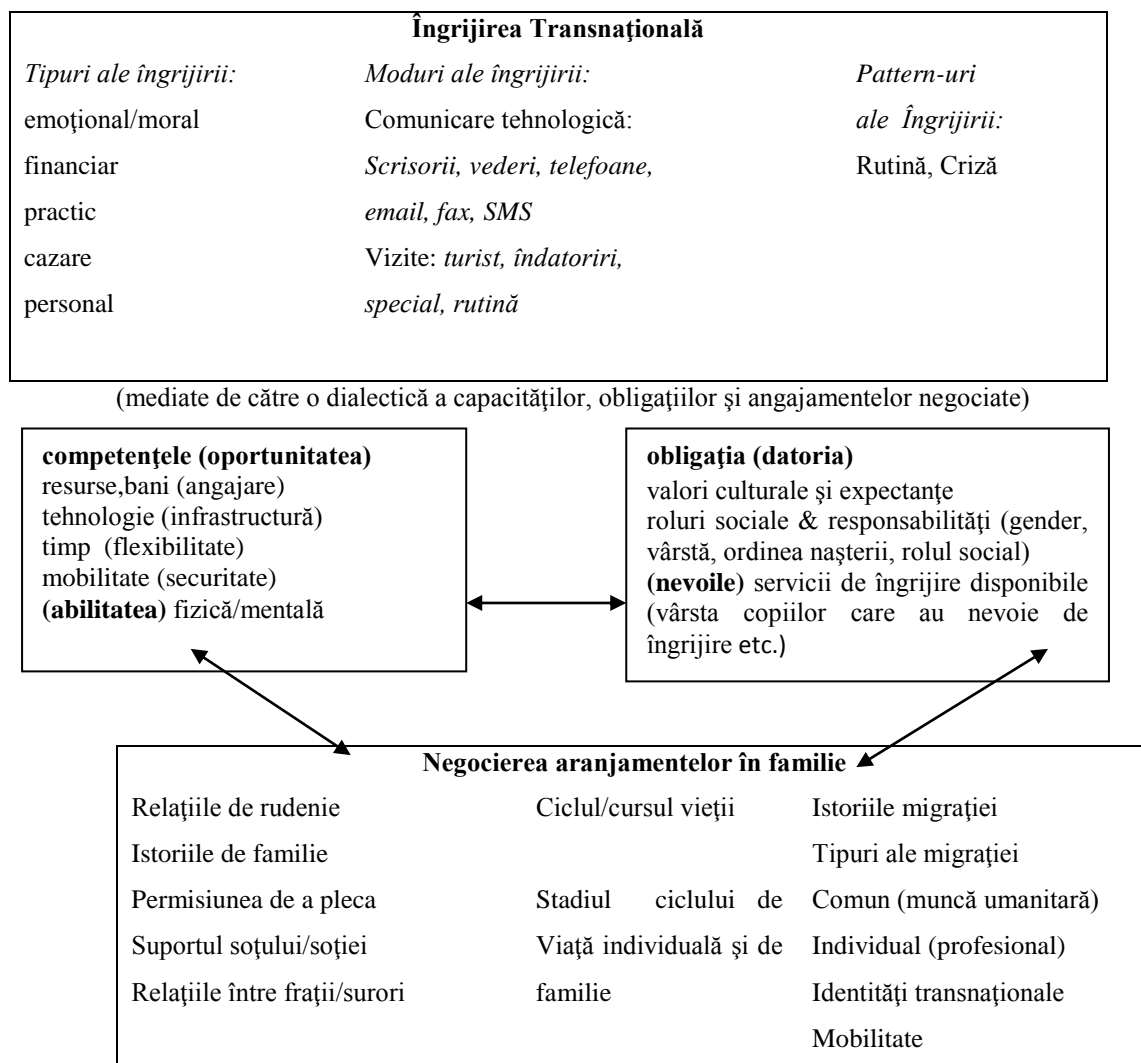 Îngrijirea Transnaţională
Tipuri ale îngrijirii:
emoţional/moral
financiar
practic
cazare
personal
Moduri ale îngrijirii:
Comunicare tehnologică:
Scrisorii, vederi, telefoane,
email, fax, SMS
Vizite: turist, îndatoriri,
special, rutină
Pattern-uri
ale Îngrijirii:
Rutină, Criză
(mediate de către o dialectică a capacităţilor, obligaţiilor şi angajamentelor negociate)
competenţele (oportunitatea)
resurse,bani (angajare)
tehnologie (infrastructură)
timp (flexibilitate)
mobilitate (securitate)
(abilitatea) fizică/mentală
obligaţia (datoria)
valori culturale şi expectanţe
roluri sociale & responsabilităţi (gender,
vârstă, ordinea naşterii, rolul social)
(nevoile) servicii de îngrijire disponibile
(vârsta copiilor care au nevoie de
îngrijire etc.)
Negocierea aranjamentelor în familie
Relaţiile de rudenie
Istoriile de familie
Permisiunea de a pleca
Suportul soţului/soţiei
Relaţiile între fraţii/surori
Ciclul/cursul vieţii
Stadiul ciclului de
Viaţă individuală şi de
familie
Istoriile migraţiei
Tipuri ale migraţiei
Comun (muncă umanitară)
Individual (profesional)
Identităţi transnaţionale
Mobilitate